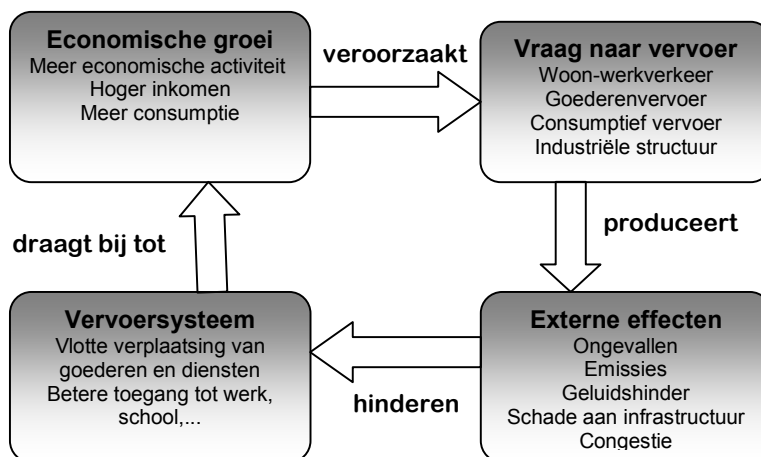 Economische groei
Meer economische activiteit
Hoger inkomen
Meer consumptie
veroorzaakt
Vraag naar vervoer
Woon-werkverkeer
Goederenvervoer
Consumptief vervoer
Industriële structuur
produceert
Externe effecten
Ongevallen
Emissies
Geluidshinder
Schade aan infrastructuur
Congestie
hinderen
Vervoersysteem
Vlotte verplaatsing van
goederen en diensten
Betere toegang tot werk,
school,...
draagt bij tot